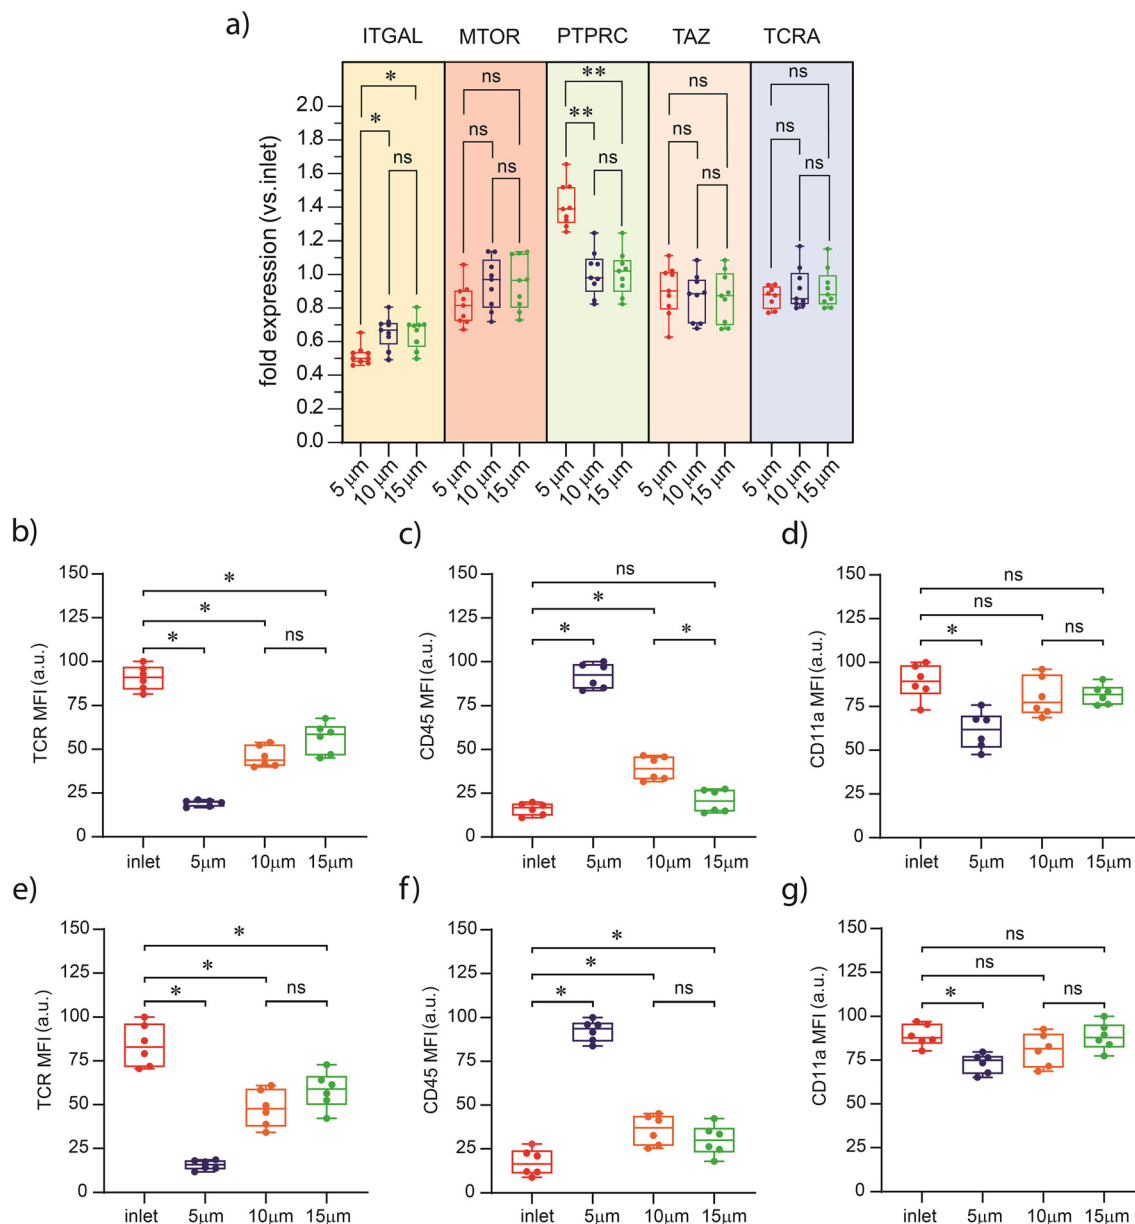 a)
ITGAL MTOR PTPRC TAZ TCRA
fold expression (vs.inlet)
2.0
1.8
1.6
1.4
1.2
1.0
0.8
0.6
0.4
0.2
0.0
* * ns
ns ns ns
** ** ns
ns ns ns
ns ns ns
5 μm 10 μm 15 μm 5 μm 10 μm 15 μm 5 μm 10 μm 15 μm 5 μm 10 μm 15 μm 5 μm 10 μm 15 μm
b)
TCR MFI (a.u.)
150
125
100
75
50
25
0
*
*
* ns
inlet 5μm 10μm 15μm
c)
CD45 MFI (a.u.)
150
125
100
75
50
25
0
ns
*
* *
inlet 5μm 10μm 15μm
d)
CD11a MFI (a.u.)
150
125
100
75
50
25
0
ns
ns
* ns
inlet 5μm 10μm 15μm
e)
TCR MFI (a.u.)
150
125
100
75
50
25
0
*
*
* ns
inlet 5μm 10μm 15μm
f)
CD45 MFI (a.u.)
150
125
100
75
50
25
0
*
*
* ns
inlet 5μm 10μm 15μm
g)
CD11a MFI (a.u.)
150
125
100
75
50
25
0
ns
ns
* ns
inlet 5μm 10μm 15μm